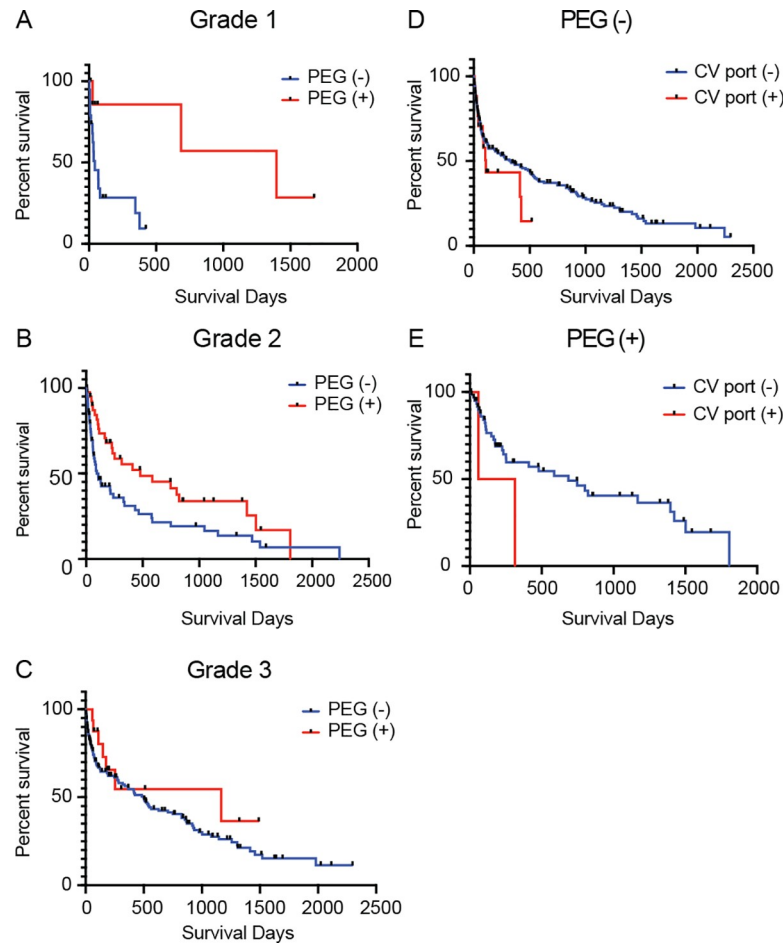 A
Grade 1
100
50
0
Percent survival
PEG (-)
PEG (+)
0 500 1000 1500 2000
Survival Days
B
Grade 2
100
50
0
Percent survival
PEG (-)
PEG (+)
0 500 1000 1500 2000 2500
Survival Days
C
Grade 3
100
50
0
Percent survival
PEG (-)
PEG (+)
0 500 1000 1500 2000 2500
Survival Days
D
PEG (-)
100
50
0
Percent survival
CV port (-)
CV port (+)
0 500 1000 1500 2000 2500
Survival Days
E
PEG (+)
100
50
0
Percent survival
CV port (-)
CV port (+)
0 500 1000 1500 2000
Survival Days